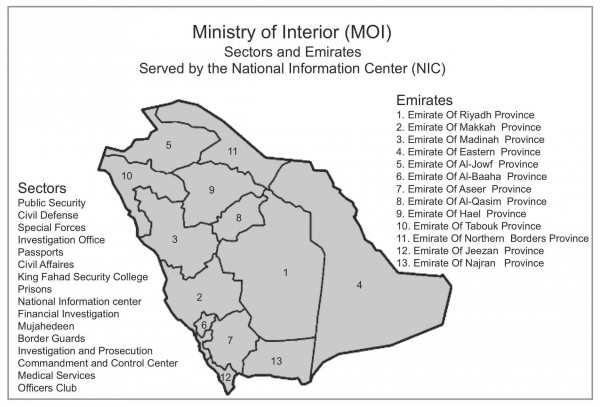 Ministry of Interior (MOI)
Sectors and Emirates
Served by the National Information Center (NIC)
Emirates
1. Emirate Of Riyadh Province
2. Emirate Of Makkah Province
3. Emirate Of Madinah Province
4. Emirate Of Eastern Province
5. Emirate Of Al-Jowf Province
6. Emirate Of Al-Baaha Province
7. Emirate Of Aseer Province
8. Emirate Of Al-Qasim Province
9. Emirate Of Hael Province
10. Emirate Of Tabouk Province
11. Emirate Of Northern Borders Province
12. Emirate Of Jeezan Province
13. Emirate Of Najran Province
Sectors
Public Security
Civil Defense
Special Forces
Investigation Office
Passports
Civil Affaires
King Fahad Security College
Prisons
National Information center
Financial Investigation
Mujahedeen
Border Guards
Investigation and Prosecution
Commandment and Control Center
Medical Services
Officers Club
5
11
10
9
8
3
1
4
2
6
7
13
12